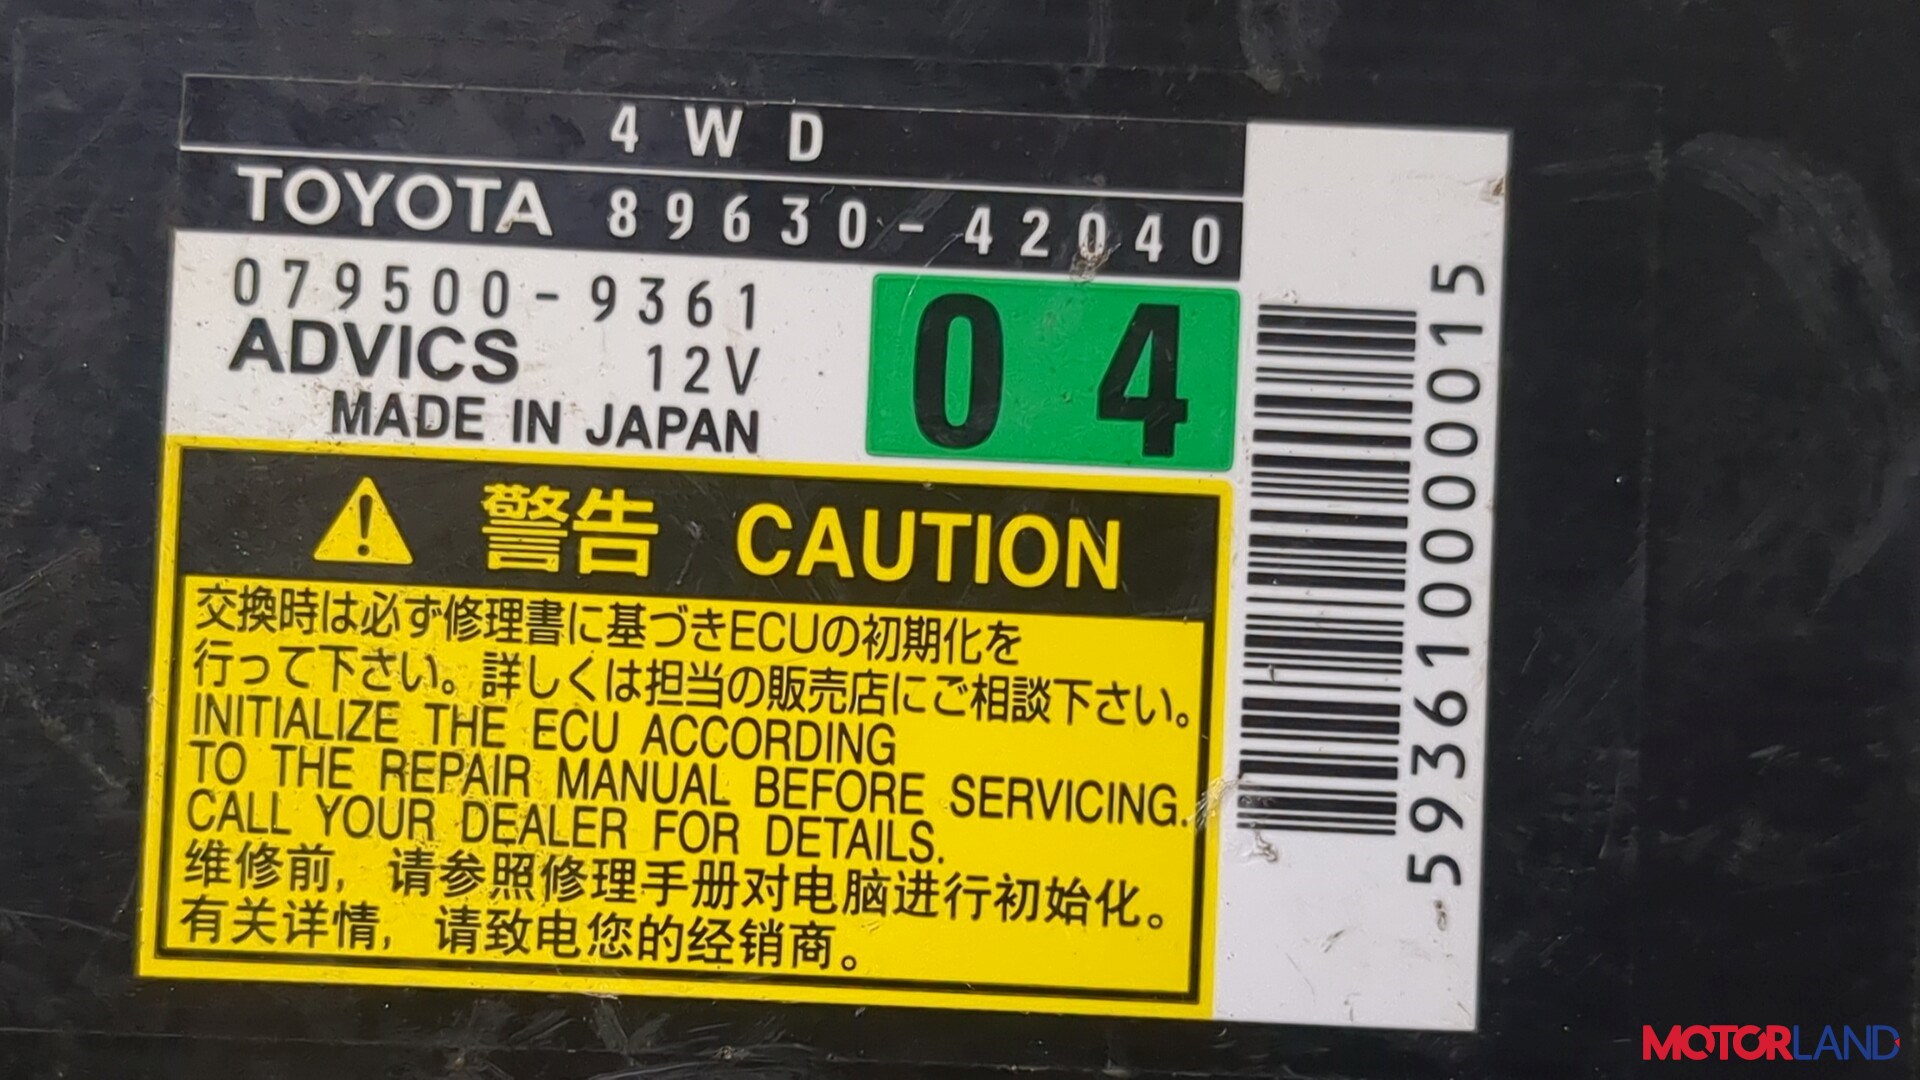 4WD
TOYOTA 89630-42040
079500-9361
ADVICS 12V
MADE IN JAPAN
04
警告 CAUTION
交換時は必ず修理書に基づきECUの初期化を
行って下さい。詳しくは担当の販売店にご相談下さい。
INITIALIZE THE ECU ACCORDING
TO THE REPAIR MANUAL BEFORE SERVICING.
CALL YOUR DEALER FOR DETAILS.
维修前，请参照修理手册对电脑进行初始化。
有关详情，请致电您的经销商。
593610000015
MOTORLAND